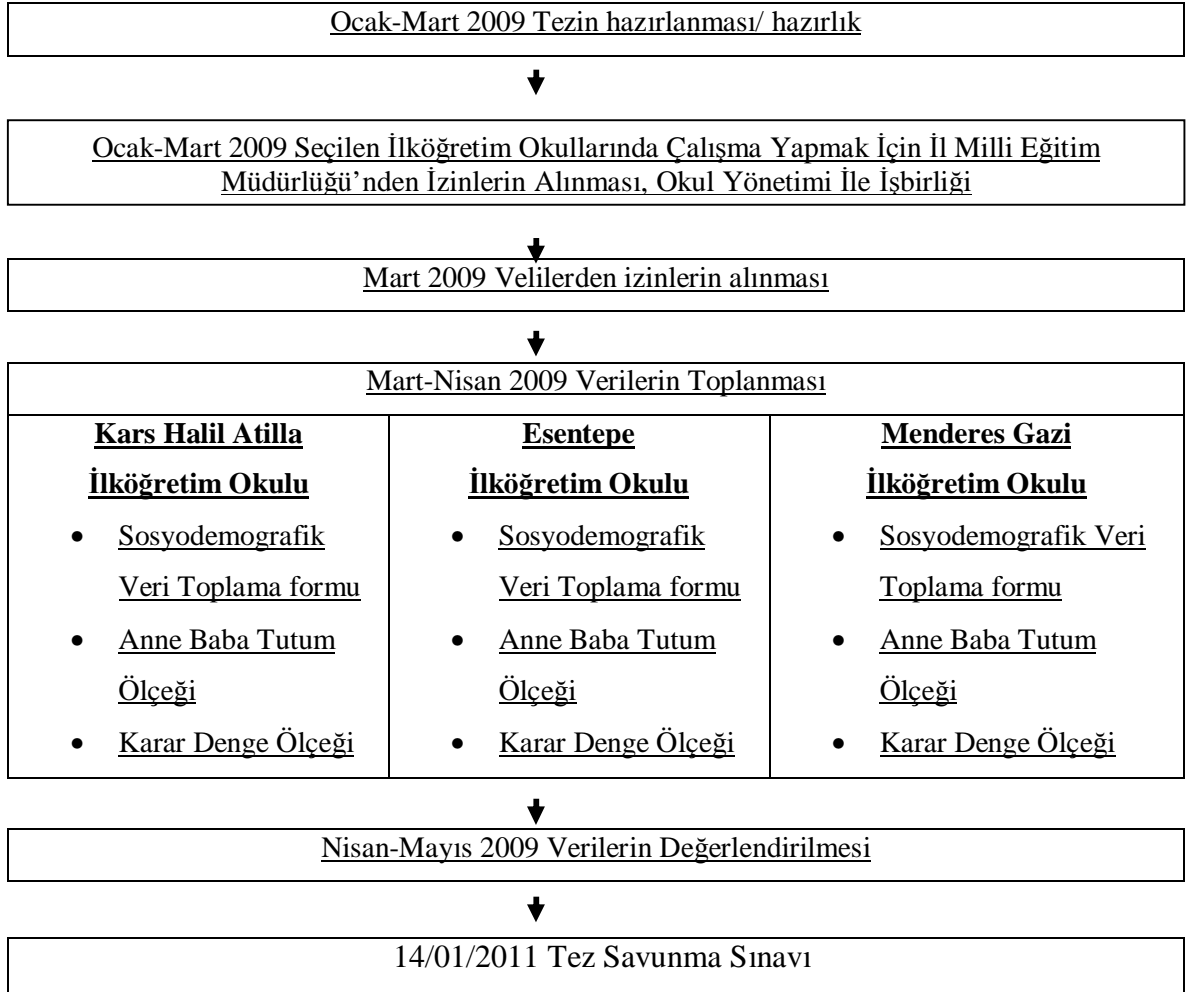 Ocak-Mart 2009 Tezin hazırlanması/ hazırlık
Ocak-Mart 2009 Seçilen İlköğretim Okullarında Çalışma Yapmak İçin İl Milli Eğitim
Müdürlüğü’nden İzinlerin Alınması, Okul Yönetimi İle İşbirliği
Mart 2009 Velilerden izinlerin alınması
Mart-Nisan 2009 Verilerin Toplanması
Kars Halil Atilla
İlköğretim Okulu
• Sosyodemografik
Veri Toplama formu
• Anne Baba Tutum
Ölçeği
• Karar Denge Ölçeği
Esentepe
İlköğretim Okulu
• Sosyodemografik
Veri Toplama formu
• Anne Baba Tutum
Ölçeği
• Karar Denge Ölçeği
Menderes Gazi
İlköğretim Okulu
• Sosyodemografik Veri
Toplama formu
• Anne Baba Tutum
Ölçeği
• Karar Denge Ölçeği
Nisan-Mayıs 2009 Verilerin Değerlendirilmesi
14/01/2011 Tez Savunma Sınavı